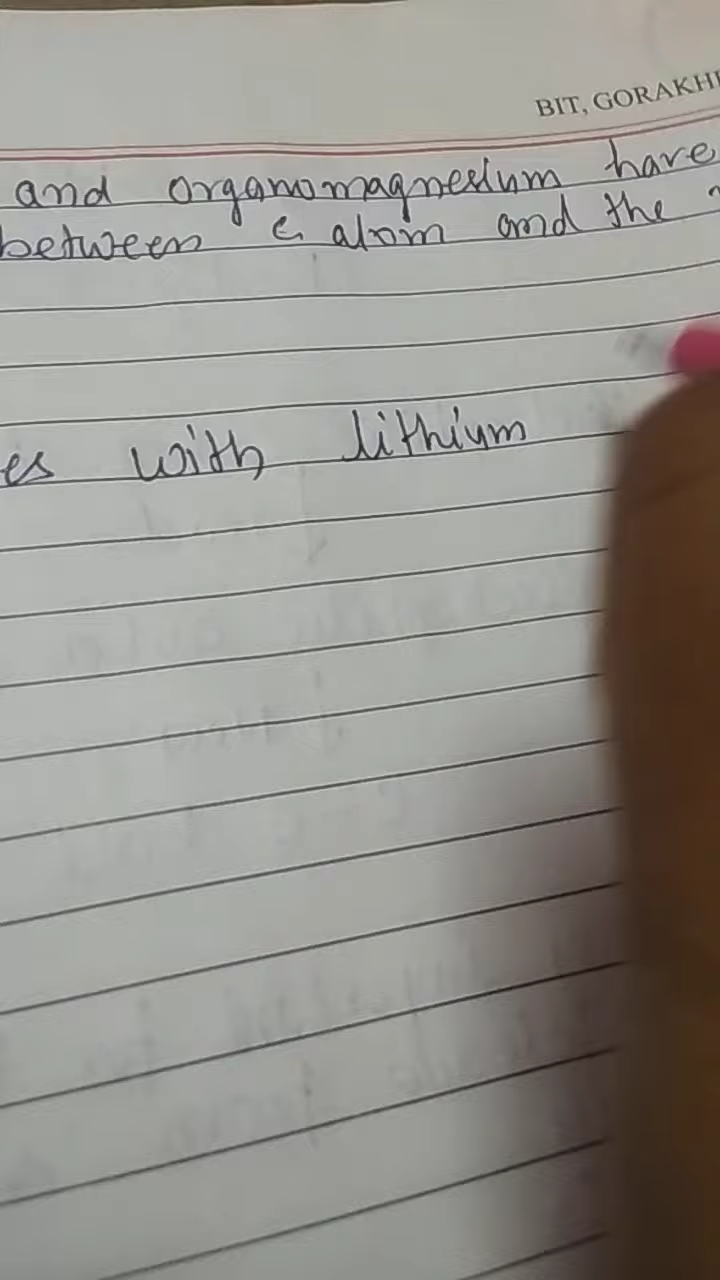 BIT, GORAKH
and organomagnesium have
between C atom and the
es with lithium